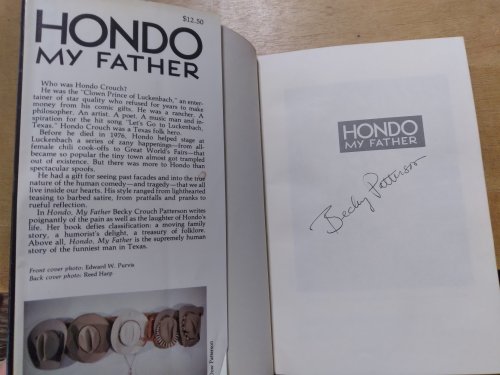 $12.50
HONDO
MY FATHER
Who was Hondo Crouch?
He was the "Clown Prince of Luckenbach," an enter-
tainer of star quality who refused for years to make
money from his comic gifts. He was a rancher. A
philosopher. An artist. A poet. A music man and in-
spiration for the hit song "Let's Go to Luckenbach,
Texas." Hondo Crouch was a Texas folk hero.
Before he died in 1976, Hondo helped stage at
Luckenbach a series of zany happenings—from all-
female chili cook-offs to Great World's Fairs—that
became so popular the tiny town almost got trampled
out of existence. But there was more to Hondo than
spectacular spoofs.
He had a gift for seeing past facades and into the true
nature of the human comedy—and tragedy—that we all
live inside our hearts. His style ranged from lighthearted
teasing to barbed satire, from pratfalls and pranks to
rueful reflection.
In Hondo, My Father Becky Crouch Patterson writes
poignantly of the pain as well as the laughter of Hondo's
life. Her book defies classification: a moving family
story, a humorist's delight, a treasury of folklore.
Above all, Hondo, My Father is the supremely human
story of the funniest man in Texas.
Front cover photo: Edward W. Purvis
Back cover photo: Reed Harp
Patterson
HONDO
MY FATHER
Becky Patterson